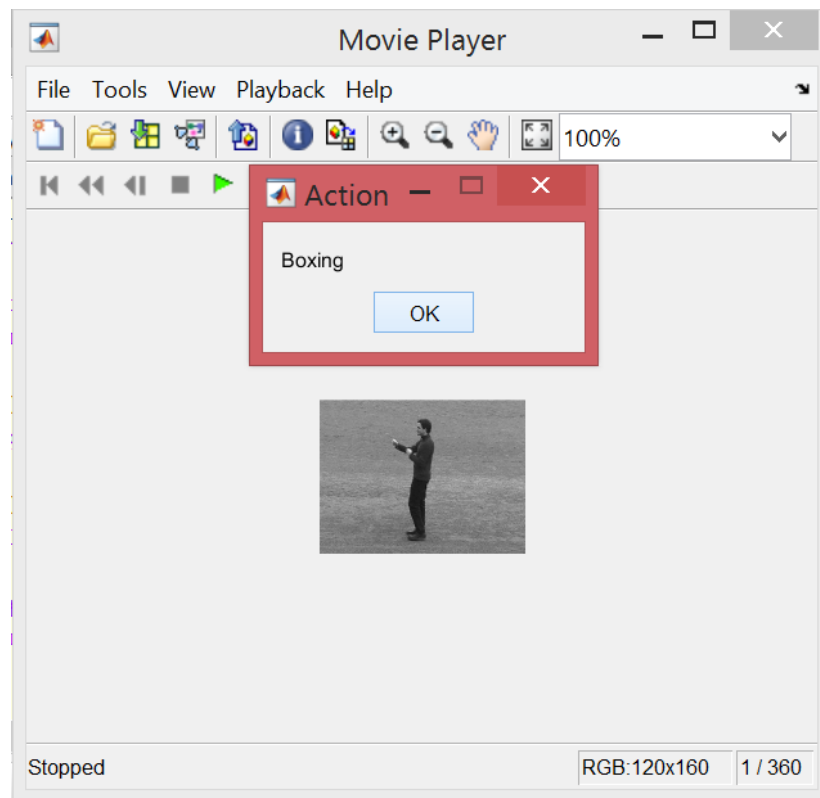 Movie Player
File Tools View Playback Help
100%
Action
Boxing
OK
Stopped
RGB:120x160
1 / 360